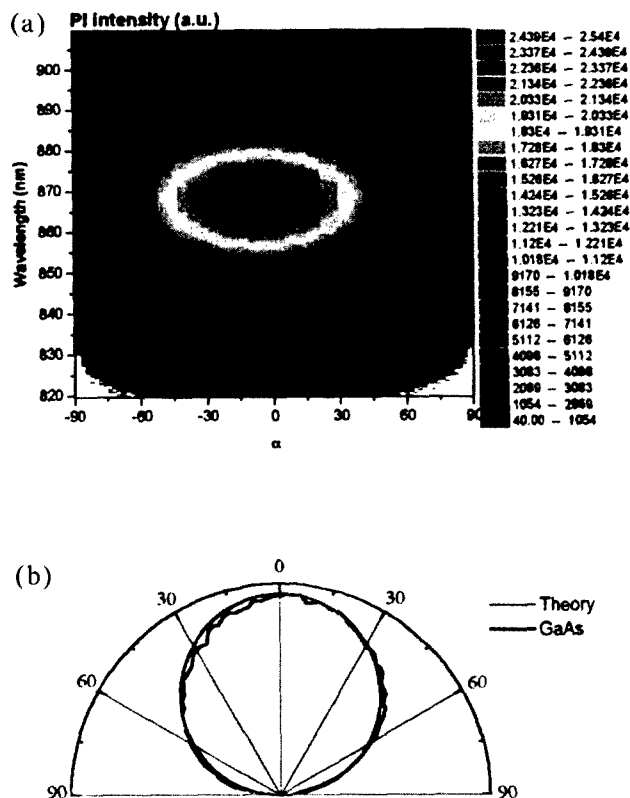 (a) PI intensity (a.u.)
900
890
880
870
860
850
840
830
820
Wavelength (nm)
-90 -60 -30 0 30 60 90
α
2.439E4 – 2.54E4
2.337E4 – 2.439E4
2.236E4 – 2.337E4
2.134E4 – 2.236E4
2.033E4 – 2.134E4
1.931E4 – 2.033E4
1.83E4 – 1.931E4
1.728E4 – 1.83E4
1.627E4 – 1.728E4
1.526E4 – 1.627E4
1.424E4 – 1.526E4
1.323E4 – 1.424E4
1.221E4 – 1.323E4
1.12E4 – 1.221E4
1.018E4 – 1.12E4
9170 – 1.018E4
8155 – 9170
7141 – 8155
6126 – 7141
5112 – 6126
4098 – 5112
3083 – 4098
2069 – 3083
1054 – 2069
40.00 – 1054
(b)
0
30 30
60 60
90 90
Theory
GaAs